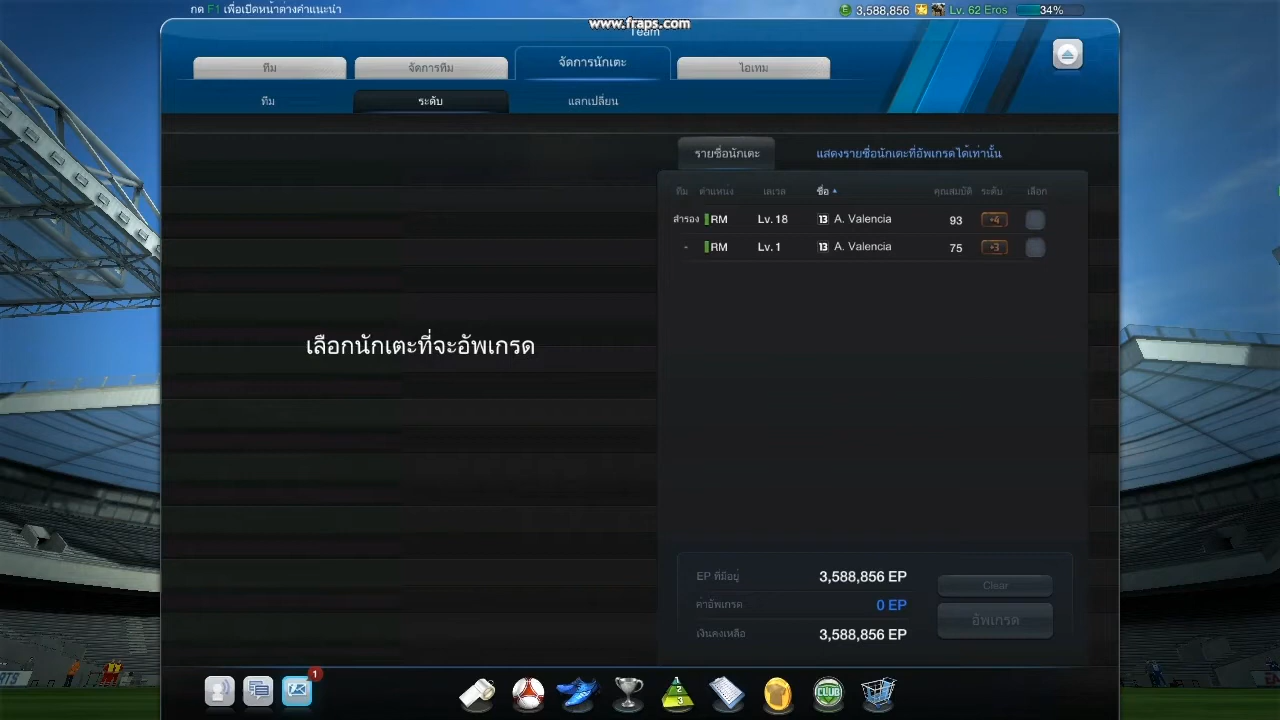 กด F1 เพื่อเปิดหน้าต่างคำแนะนำ
E 3,588,856 Lv. 62 Eros 34%
www.fraps.com
Team
ทีม จัดการทีม จัดการนักเตะ ไอเทม
ทีม ระดับ แลกเปลี่ยน
รายชื่อนักเตะ แสดงรายชื่อนักเตะที่อัพเกรดได้เท่านั้น
ทีม ตำแหน่ง เลเวล ชื่อ คุณสมบัติ ระดับ เลือก
สำรอง RM Lv. 18 13 A. Valencia 93 +4
- RM Lv. 1 13 A. Valencia 75 +3
เลือกนักเตะที่จะอัพเกรด
EP ที่มีอยู่ 3,588,856 EP
Clear
ค่าอัพเกรด 0 EP
อัพเกรด
เงินคงเหลือ 3,588,856 EP
1
2
3
CLUB